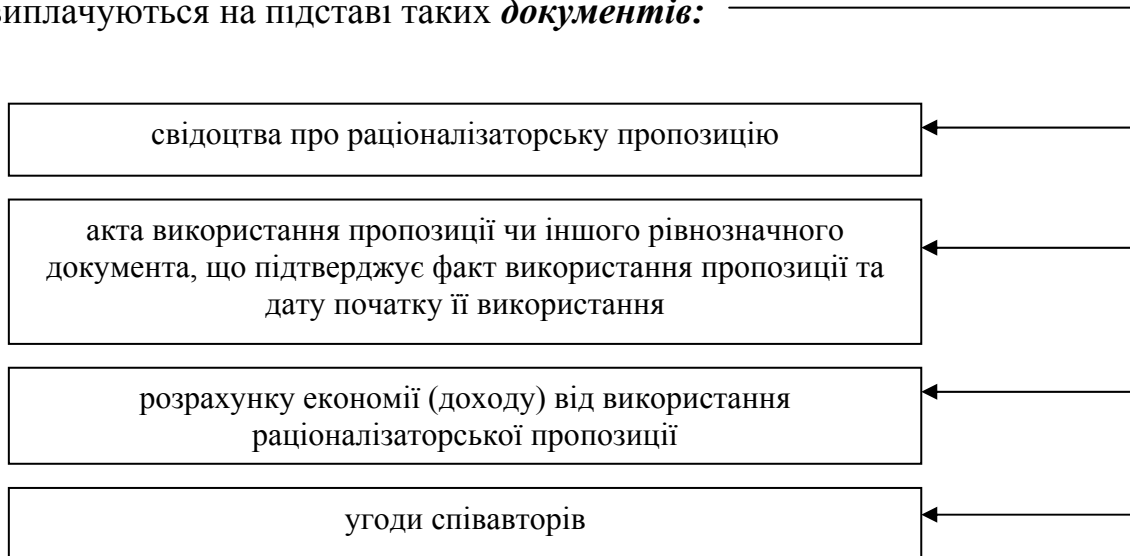 виплачуються на підставі таких документів:
свідоцтва про раціоналізаторську пропозицію
акта використання пропозиції чи іншого рівнозначного
документа, що підтверджує факт використання пропозиції та
дату початку її використання
розрахунку економії (доходу) від використання
раціоналізаторської пропозиції
угоди співавторів